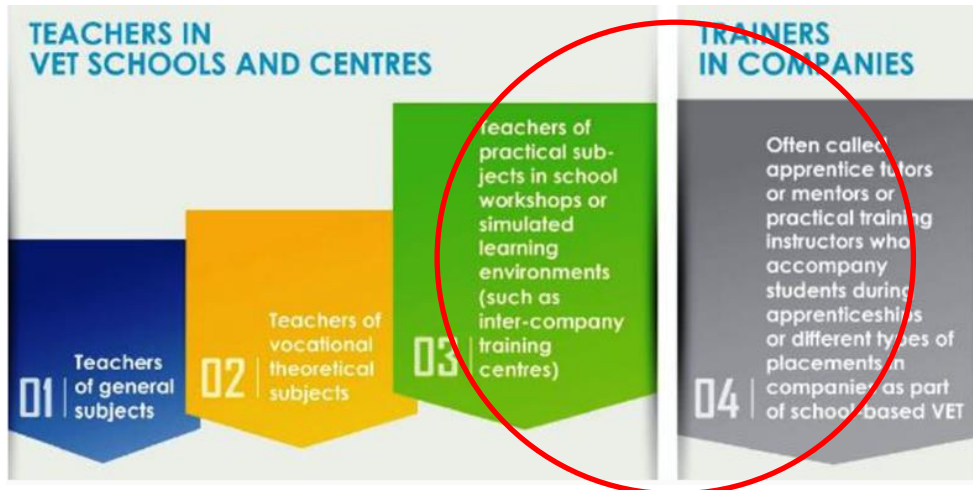 TEACHERS IN
VET SCHOOLS AND CENTRES
01
Teachers
of general
subjects
02
Teachers of
vocational
theoretical
subjects
03
Teachers of
practical sub-
jects in school
workshops or
simulated
learning
environments
(such as
inter-company
training
centres)
TRAINERS
IN COMPANIES
04
Often called
apprentice tutors
or mentors or
practical training
instructors who
accompany
students during
apprenticeships
or different types of
placements in
companies as part
of school-based VET